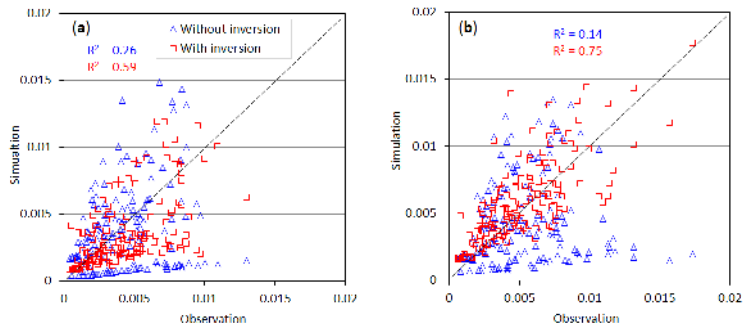 (a)
Without inversion
With inversion
R² 0.26
R² 0.59
0.02
0.015
0.01
0.005
0
Simualtion
0 0.005 0.01 0.015 0.02
Observation
(b)
R² = 0.14
R² = 0.75
0.02
0.015
0.01
0.005
0
Simulation
0 0.005 0.01 0.015 0.02
Observation